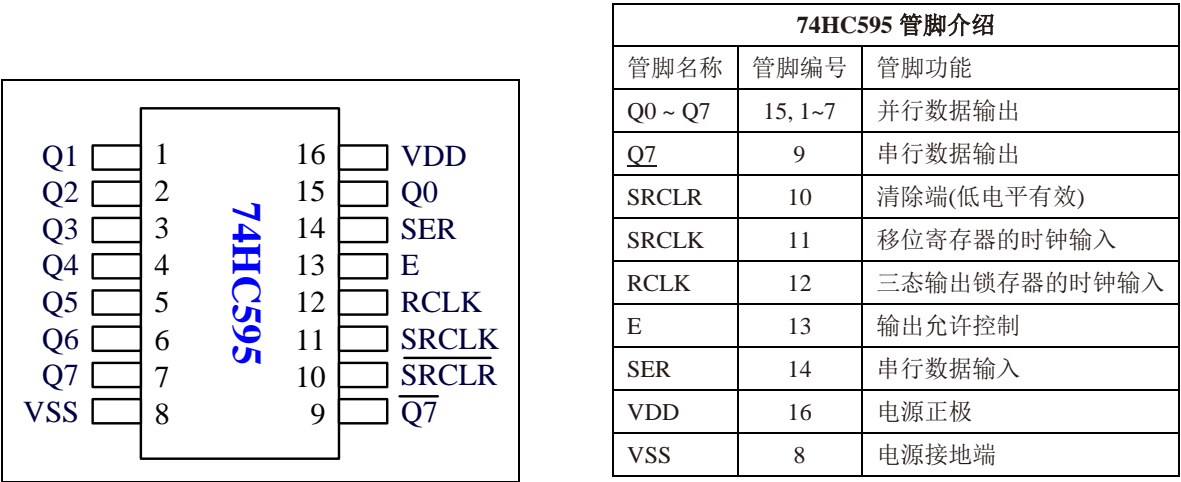 Q1 1 16 VDD
Q2 2 15 Q0
Q3 3 14 SER
Q4 4 13 E
Q5 5 12 RCLK
Q6 6 11 SRCLK
Q7 7 10 SRCLR
VSS 8 9 Q7
74HC595
74HC595 管脚介绍
管脚名称 管脚编号 管脚功能
Q0 ~ Q7 15, 1~7 并行数据输出
Q7 9 串行数据输出
SRCLR 10 清除端(低电平有效)
SRCLK 11 移位寄存器的时钟输入
RCLK 12 三态输出锁存器的时钟输入
E 13 输出允许控制
SER 14 串行数据输入
VDD 16 电源正极
VSS 8 电源接地端